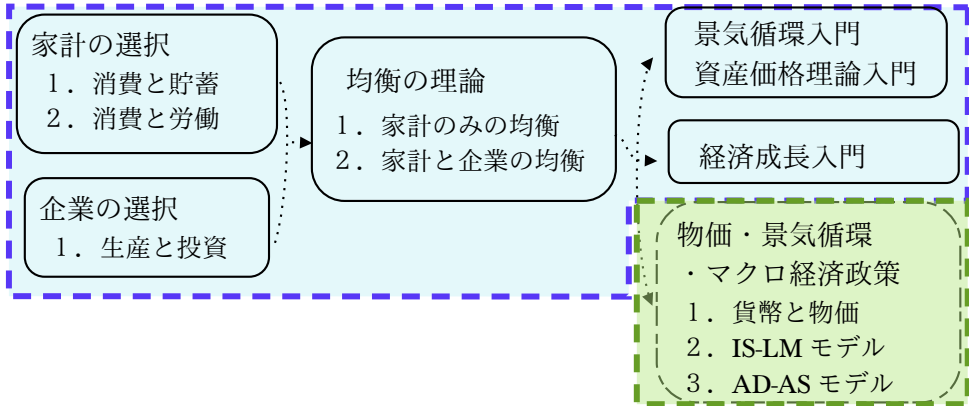 家計の選択
１．消費と貯蓄
２．消費と労働
企業の選択
１．生産と投資
均衡の理論
１．家計のみの均衡
２．家計と企業の均衡
景気循環入門
資産価格理論入門
経済成長入門
物価・景気循環
・マクロ経済政策
１．貨幣と物価
２．IS-LM モデル
３．AD-AS モデル